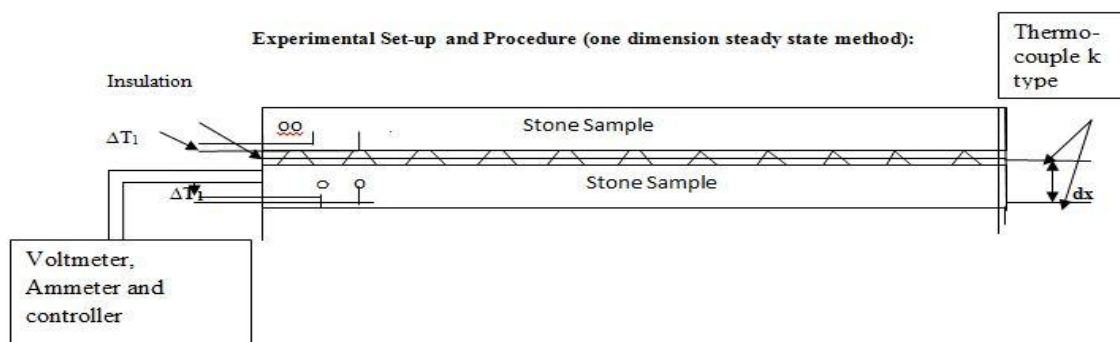 Experimental Set-up and Procedure (one dimension steady state method):
Thermo-
couple k
type
Insulation
oo
Stone Sample
ΔT1
o o
Stone Sample
ΔT1
dx
Voltmeter,
Ammeter and
controller